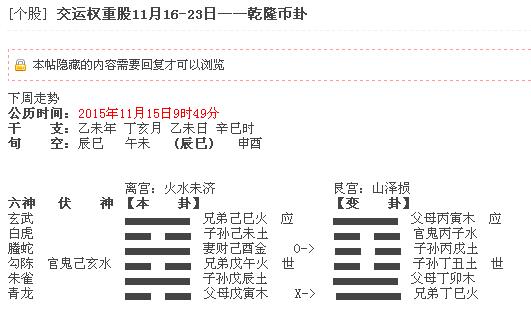 [个股] 交运权重股11月16-23日——乾隆币卦
本帖隐藏的内容需要回复才可以浏览
下周走势
公历时间：2015年11月15日9时49分
干　　支：乙未年 丁亥月 乙未日 辛巳时
旬　　空：辰巳 午未 (辰巳) 申酉
离宫：火水未济 艮宫：山泽损
六神 伏　神 【本　卦】 【变　卦】
玄武 兄弟己巳火 应 父母丙寅木 应
白虎 子孙己未土 官鬼丙子水
螣蛇 妻财己酉金 O-> 子孙丙戌土
勾陈 官鬼己亥水 兄弟戊午火 世 子孙丁丑土 世
朱雀 子孙戊辰土 父母丁卯木
青龙 父母戊寅木 X-> 兄弟丁巳火